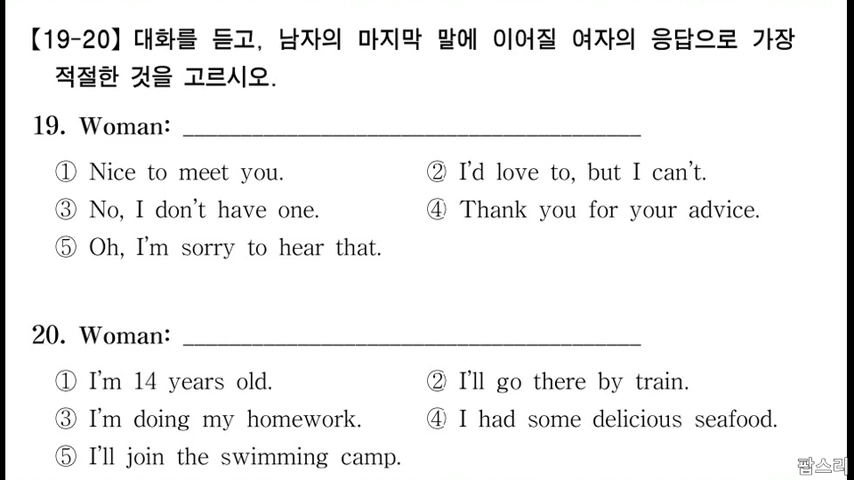 【19-20】 대화를 듣고, 남자의 마지막 말에 이어질 여자의 응답으로 가장
적절한 것을 고르시오.
19. Woman: ________________________________________
① Nice to meet you. ② I'd love to, but I can't.
③ No, I don't have one. ④ Thank you for your advice.
⑤ Oh, I'm sorry to hear that.
20. Woman: ________________________________________
① I'm 14 years old. ② I'll go there by train.
③ I'm doing my homework. ④ I had some delicious seafood.
⑤ I'll join the swimming camp.
팝스리